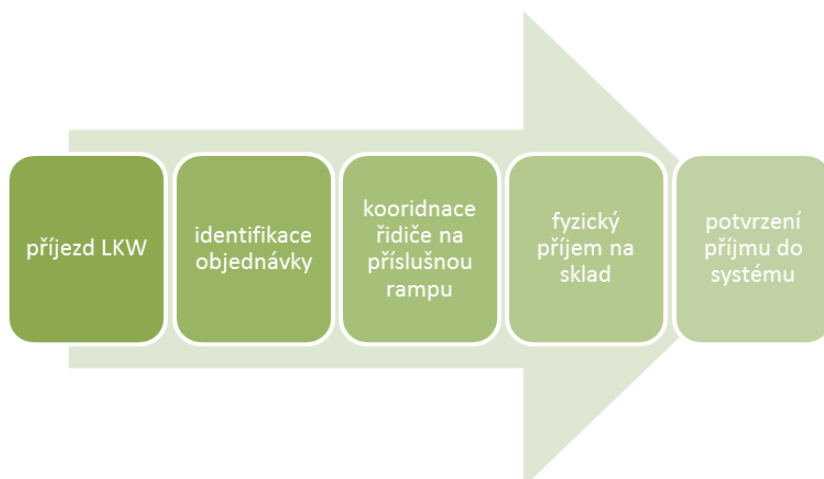 příjezd LKW
identifikace
objednávky
kooridnace
řidiče na
příslušnou
rampu
fyzický
příjem na
sklad
potvrzení
příjmu do
systému